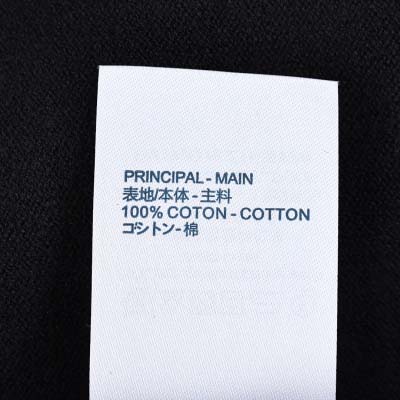 PRINCIPAL - MAIN
表地/本体 - 主料
100% COTON - COTTON
コットン - 棉